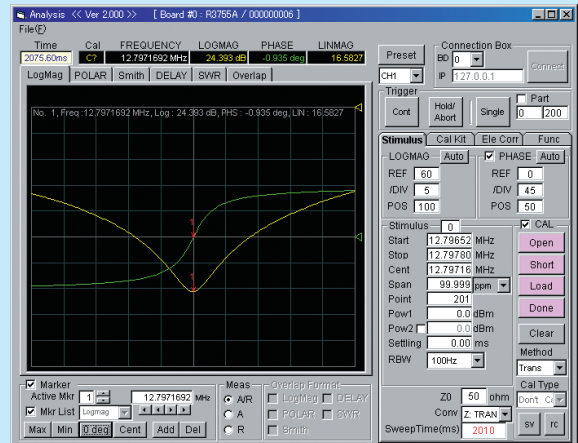 Analysis << Ver 2.000 >> [ Board #0 : R3755A / 000000006 ]
File(F)
Time Cal FREQUENCY LOGMAG PHASE LINMAG
2075.60ms C? 12.7971692 MHz 24.393 dB -0.935 deg 16.5827
LogMag POLAR Smith DELAY SWR Overlap
No. 1, Freq :12.7971692 MHz, Log : 24.393 dB, PHS : -0.935 deg, LIN : 16.5827
1
1
Marker
Active Mkr 1 12.7971692 MHz
Mkr List Logmag
Max Min 0 deg Cent Add Del
Meas
A/R
A
R
Overlap Format
LogMag DELAY
POLAR SWR
Smith
Preset
CH1
Connection Box
BD 0
IP 127.0.0.1
Connect
Trigger
Cont Hold/Abort Single
Part
0 200
Stimulus Cal Kit Ele Corr Func
LOGMAG Auto
REF 60
/DIV 5
POS 100
PHASE Auto
REF 0
/DIV 45
POS 50
Stimulus 0
Start 12.79652 MHz
Stop 12.79780 MHz
Cent 12.79716 MHz
Span 99.999 ppm
Point 201
Pow1 0.0 dBm
Pow2 0.0 dBm
Settling 0.00 ms
RBW 100Hz
CAL
Open
Short
Load
Done
Clear
Method
Trans
Cal Type
Don't
Z0 50 ohm
Conv Z: TRAN
SweepTime(ms) 2010
sv rc